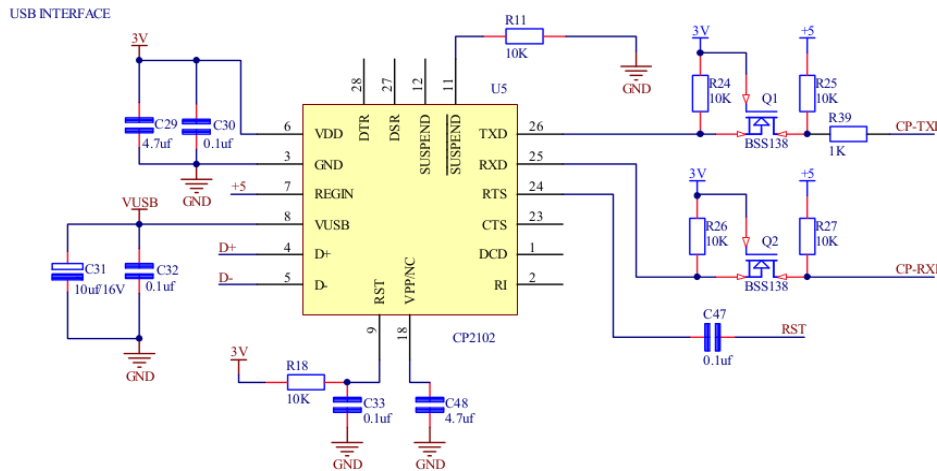 USB INTERFACE
3V
C29
4.7uf
C30
0.1uf
GND
+5
VUSB
C31
10uf/16V
C32
0.1uf
GND
D+
D-
6
3
7
8
4
5
VDD
GND
REGIN
VUSB
D+
D-
28
27
12
11
DTR
DSR
SUSPEND
SUSPEND
U5
R11
10K
GND
TXD
RXD
RTS
CTS
DCD
RI
26
25
24
23
1
2
RST
VPP/NC
9
18
CP2102
3V
R18
10K
C33
0.1uf
GND
C48
4.7uf
GND
3V
R24
10K
Q1
BSS138
+5
R25
10K
R39
1K
3V
R26
10K
Q2
BSS138
+5
R27
10K
C47
0.1uf
RST